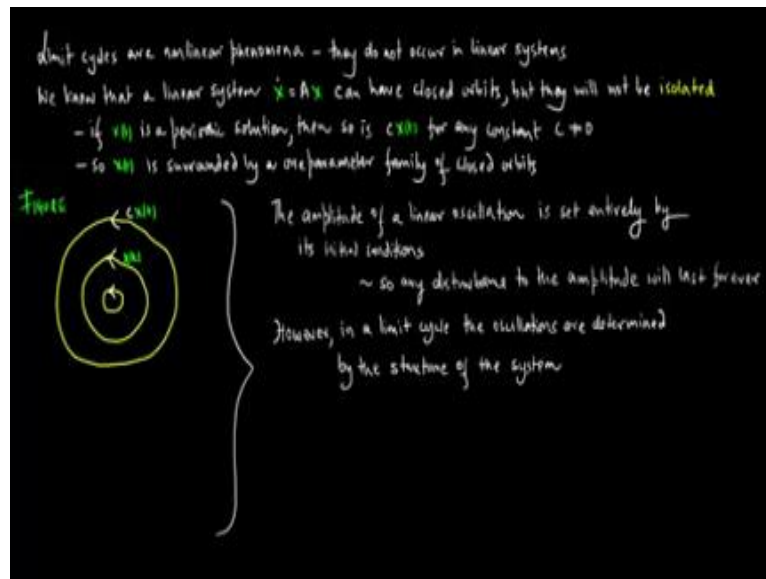 Limit cycles are nonlinear phenomena – they do not occur in linear systems
We know that a linear system ẋ = Ax can have closed orbits, but they will not be isolated
– if x(t) is a periodic solution, then so is cx(t) for any constant c ≠ 0
– so x(t) is surrounded by a one parameter family of closed orbits
FIGURE
cx(t)
x(t)
The amplitude of a linear oscillation is set entirely by
its initial conditions
~ so any disturbance to the amplitude will last forever
However, in a limit cycle the oscillations are determined
by the structure of the system